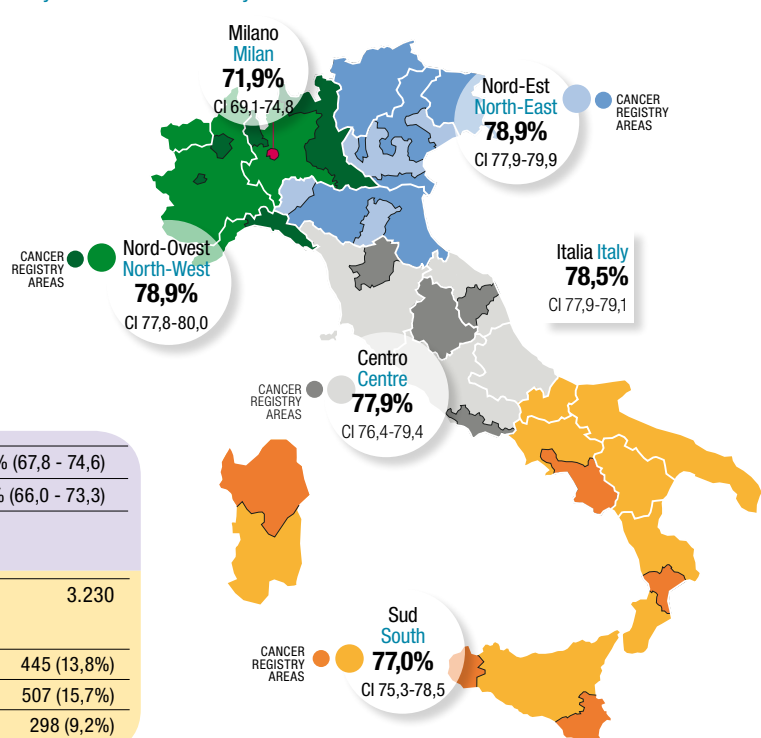 Milano
Milan
71,9%
CI 69,1-74,8
Nord-Est
North-East
78,9%
CI 77,9-79,9
CANCER
REGISTRY
AREAS
CANCER
REGISTRY
AREAS
Nord-Ovest
North-West
78,9%
CI 77,8-80,0
Italia Italy
78,5%
CI 77,9-79,1
CANCER
REGISTRY
AREAS
Centro
Centre
77,9%
CI 76,4-79,4
% (67,8 - 74,6)
% (66,0 - 73,3)
3.230
445 (13,8%)
507 (15,7%)
298 (9,2%)
CANCER
REGISTRY
AREAS
Sud
South
77,0%
CI 75,3-78,5